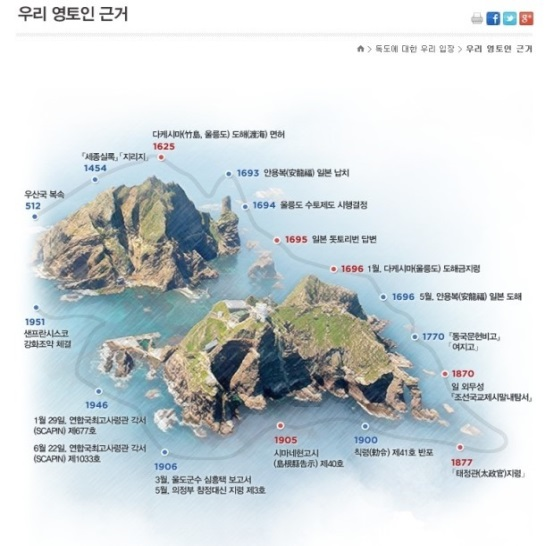 우리 영토인 근거
> 독도에 대한 우리 입장 > 우리 영토인 근거
다케시마(竹島, 울릉도) 도해(渡海) 면허
1625
『세종실록』「지리지」
1454
우산국 복속
512
1693 안용복(安龍福) 일본 납치
1694 울릉도 수토제도 시행결정
1695 일본 돗토리번 답변
1696 1월, 다케시마(울릉도) 도해금지령
1696 5월, 안용복(安龍福) 일본 도해
1770 『동국문헌비고』
「여지고」
1870
일 외무성
『조선국교제시말내탐서』
1877
「태정관(太政官)지령」
1900
칙령(勅令) 제41호 반포
1905
시마네현고시
(島根縣告示) 제40호
1906
3월, 울도군수 심흥택 보고서
5월, 의정부 참정대신 지령 제3호
1946
1월 29일, 연합국최고사령관 각서
(SCAPIN) 제677호
6월 22일, 연합국최고사령관 각서
(SCAPIN) 제1033호
1951
샌프란시스코
강화조약 체결